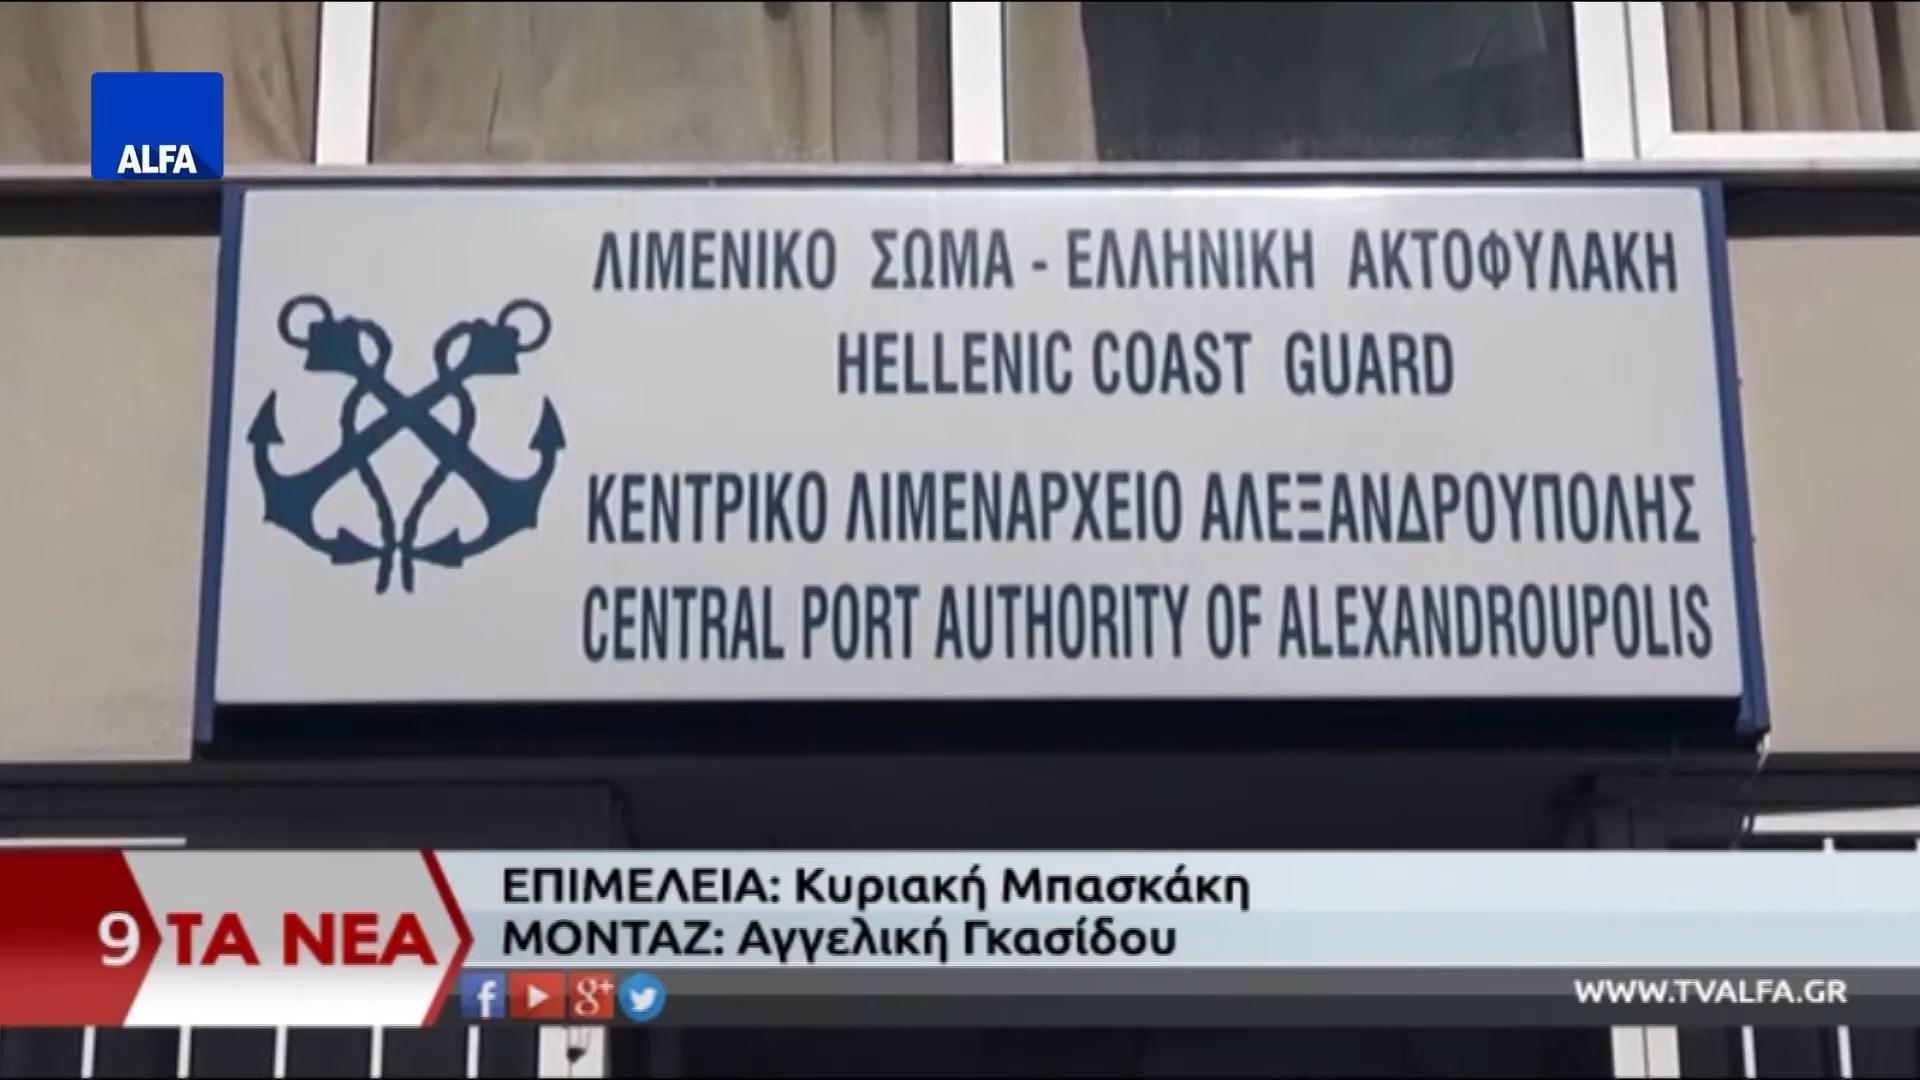 ALFA
ΛΙΜΕΝΙΚΟ ΣΩΜΑ - ΕΛΛΗΝΙΚΗ ΑΚΤΟΦΥΛΑΚΗ
HELLENIC COAST GUARD
ΚΕΝΤΡΙΚΟ ΛΙΜΕΝΑΡΧΕΙΟ ΑΛΕΞΑΝΔΡΟΥΠΟΛΗΣ
CENTRAL PORT AUTHORITY OF ALEXANDROUPOLIS
9 ΤΑ ΝΕΑ
ΕΠΙΜΕΛΕΙΑ: Κυριακή Μπασκάκη
ΜΟΝΤΑΖ: Αγγελική Γκασίδου
f g+
WWW.TVALFA.GR